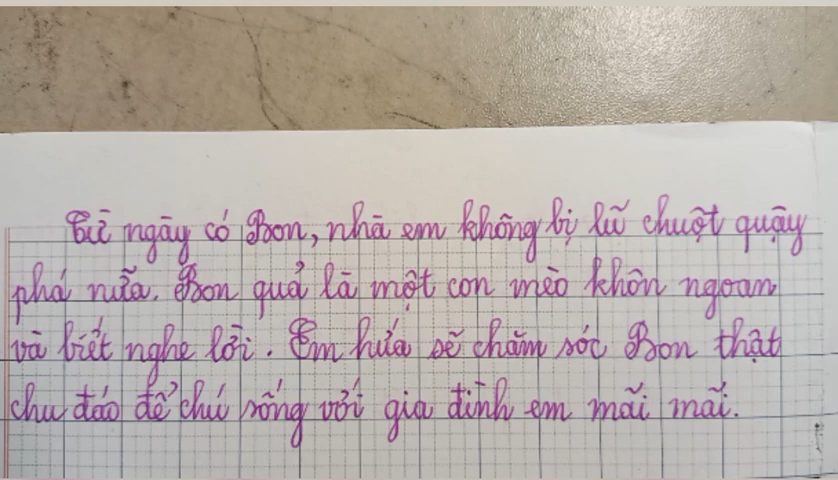 Từ ngày có Bon, nhà em không bị lũ chuột quậy
phá nữa. Bon quả là một con mèo khôn ngoan
và biết nghe lời. Em hứa sẽ chăm sóc Bon thật
chu đáo để chú sống với gia đình em mãi mãi.